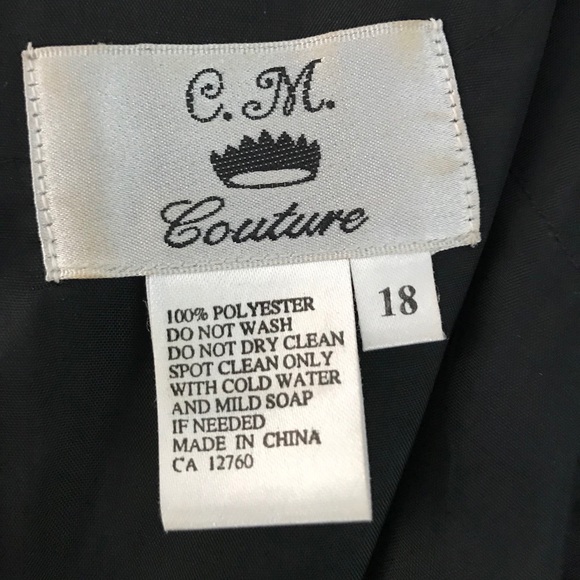 C.M.
Couture
18
100% POLYESTER
DO NOT WASH
DO NOT DRY CLEAN
SPOT CLEAN ONLY
WITH COLD WATER
AND MILD SOAP
IF NEEDED
MADE IN CHINA
CA 12760